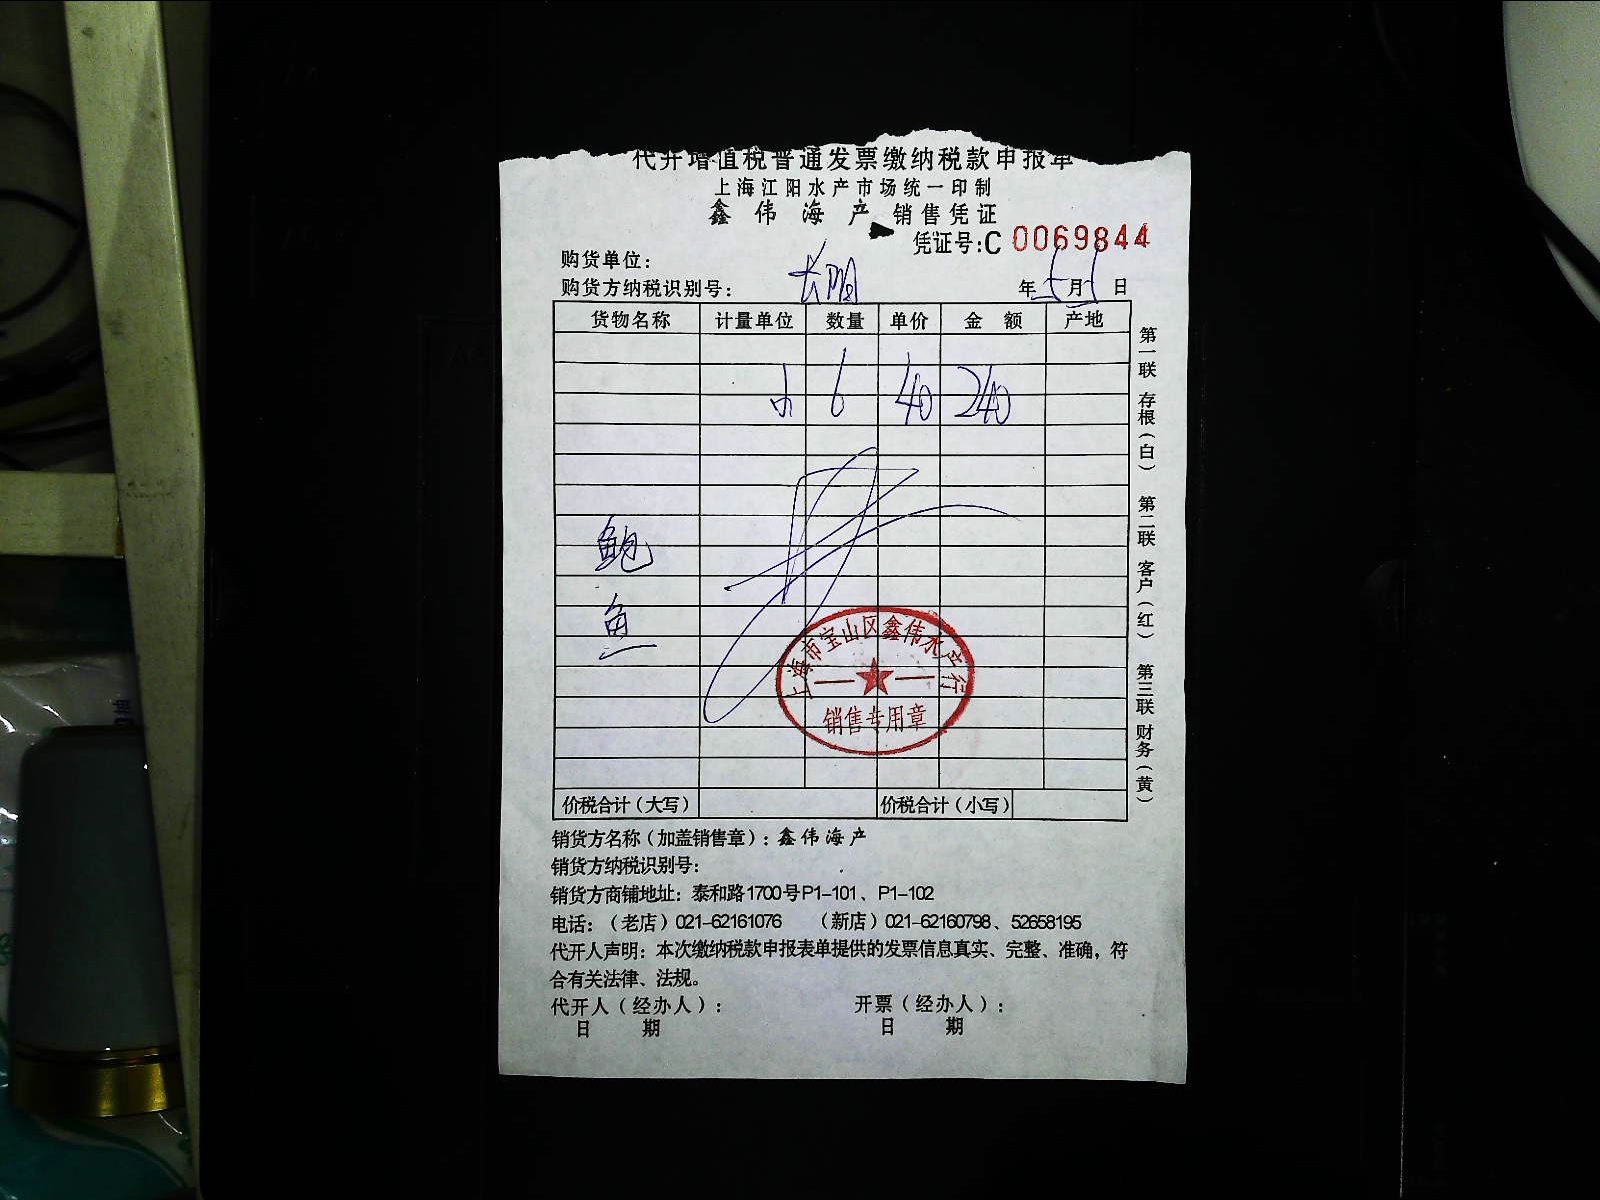 代开增值税普通发票缴纳税款申报单
上海江阳水产市场统一印制
鑫伟海产 销售凭证
凭证号:C 0069844
购货单位:
购货方纳税识别号: 年5月1日
货物名称 计量单位 数量 单价 金额 产地
小 6 40 240
鲍
鱼
上海市宝山区鑫伟水产行
销售专用章
价税合计(大写) 价税合计(小写)
第一联 存根(白) 第二联 客户(红) 第三联 财务(黄)
销货方名称(加盖销售章):鑫伟海产
销货方纳税识别号:
销货方商铺地址:泰和路1700号P1-101、P1-102
电话:(老店)021-62161076 (新店)021-62160798、52658195
代开人声明:本次缴纳税款申报表单提供的发票信息真实、完整、准确,符
合有关法律、法规。
代开人(经办人): 开票(经办人):
日期 日期